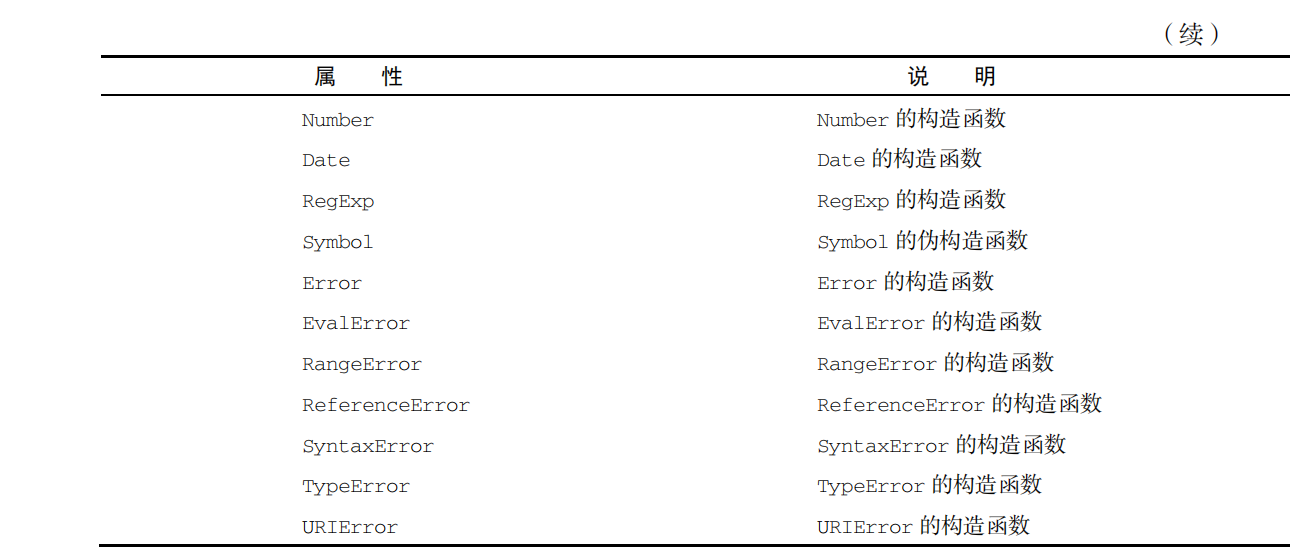 （续）
属 性 说 明
Number Number 的构造函数
Date Date 的构造函数
RegExp RegExp 的构造函数
Symbol Symbol 的伪构造函数
Error Error 的构造函数
EvalError EvalError 的构造函数
RangeError RangeError 的构造函数
ReferenceError ReferenceError 的构造函数
SyntaxError SyntaxError 的构造函数
TypeError TypeError 的构造函数
URIError URIError 的构造函数